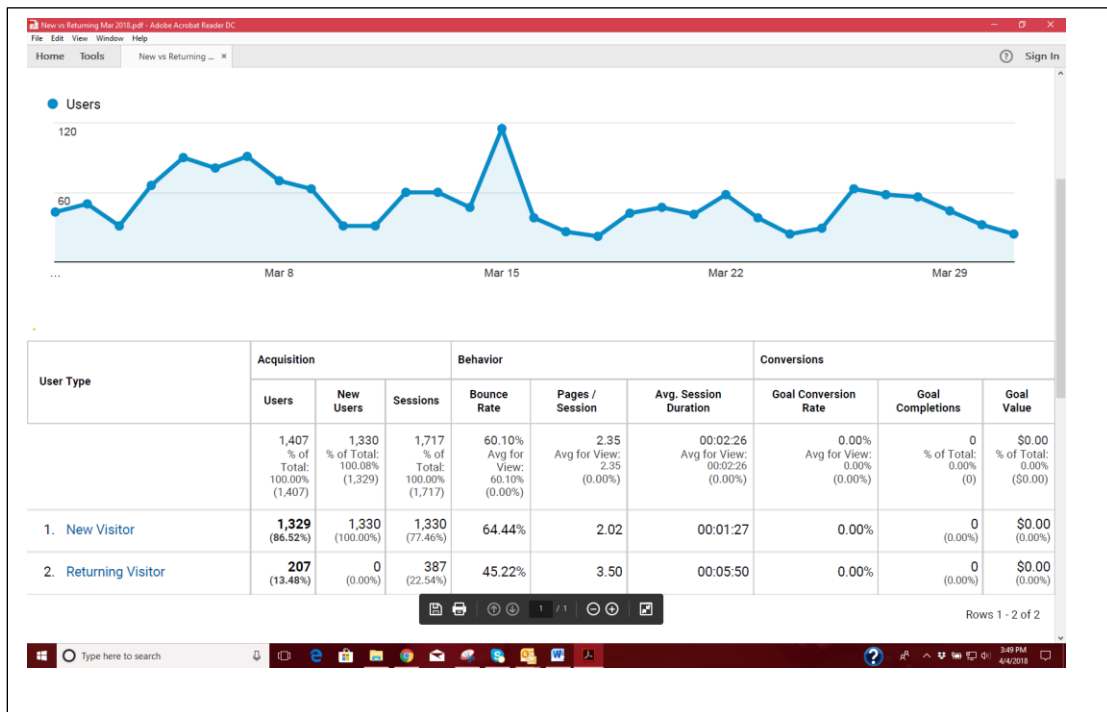 New vs Returning Mar 2018.pdf - Adobe Acrobat Reader DC
File Edit View Window Help
Home Tools New vs Returning ... × ? Sign In
Users
120
60
... Mar 8 Mar 15 Mar 22 Mar 29
User Type
Acquisition Behavior Conversions
Users New Users Sessions Bounce Rate Pages / Session Avg. Session Duration Goal Conversion Rate Goal Completions Goal Value
1,407 % of Total: 100.00% (1,407)
1,330 % of Total: 100.08% (1,329)
1,717 % of Total: 100.00% (1,717)
60.10% Avg for View: 60.10% (0.00%)
2.35 Avg for View: 2.35 (0.00%)
00:02:26 Avg for View: 00:02:26 (0.00%)
0.00% Avg for View: 0.00% (0.00%)
0 % of Total: 0.00% (0)
$0.00 % of Total: 0.00% ($0.00)
1. New Visitor 1,329 (86.52%) 1,330 (100.00%) 1,330 (77.46%) 64.44% 2.02 00:01:27 0.00% 0 (0.00%) $0.00 (0.00%)
2. Returning Visitor 207 (13.48%) 0 (0.00%) 387 (22.54%) 45.22% 3.50 00:05:50 0.00% 0 (0.00%) $0.00 (0.00%)
1 / 1
Rows 1 - 2 of 2
Type here to search
3:49 PM
4/4/2018